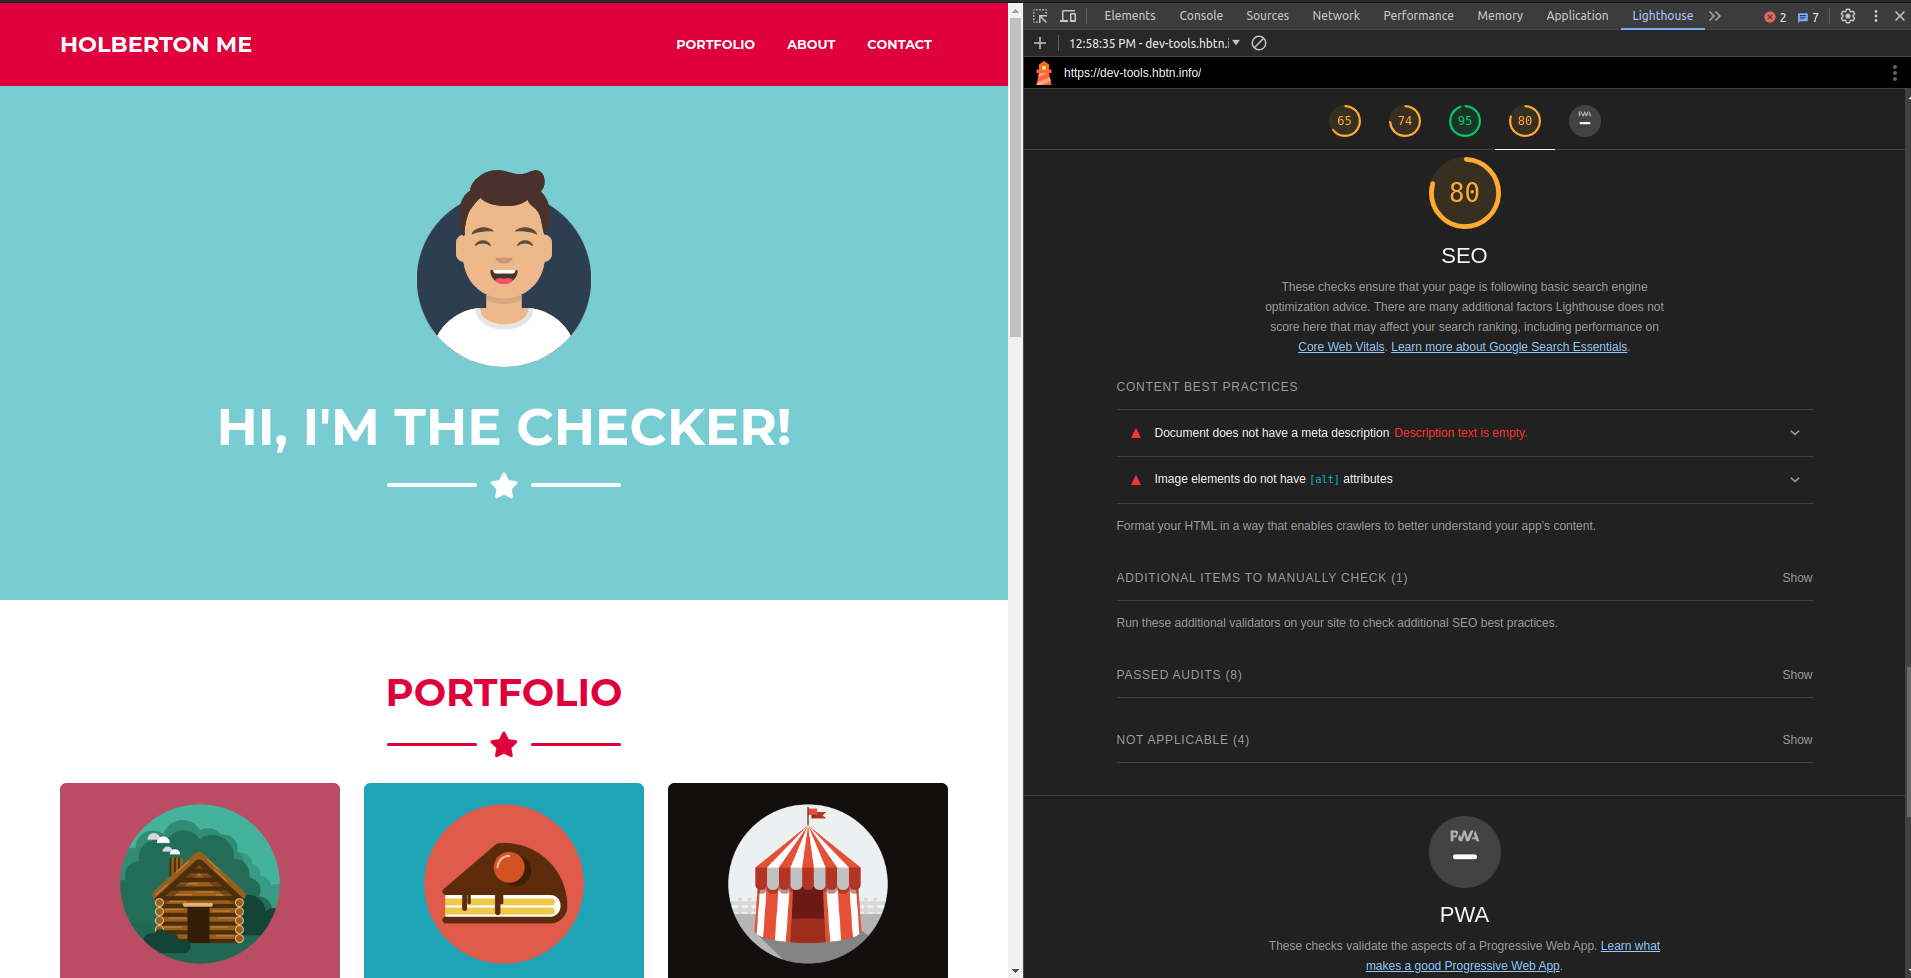 HOLBERTON ME
PORTFOLIO ABOUT CONTACT
HI, I'M THE CHECKER!
PORTFOLIO
Elements Console Sources Network Performance Memory Application Lighthouse 2 7
12:58:35 PM - dev-tools.hbtn.i
https://dev-tools.hbtn.info/
65 74 95 80 PWA
80
SEO
These checks ensure that your page is following basic search engine
optimization advice. There are many additional factors Lighthouse does not
score here that may affect your search ranking, including performance on
Core Web Vitals. Learn more about Google Search Essentials.
CONTENT BEST PRACTICES
Document does not have a meta description Description text is empty.
Image elements do not have [alt] attributes
Format your HTML in a way that enables crawlers to better understand your app's content.
ADDITIONAL ITEMS TO MANUALLY CHECK (1) Show
Run these additional validators on your site to check additional SEO best practices.
PASSED AUDITS (8) Show
NOT APPLICABLE (4) Show
PWA
PWA
These checks validate the aspects of a Progressive Web App. Learn what
makes a good Progressive Web App.